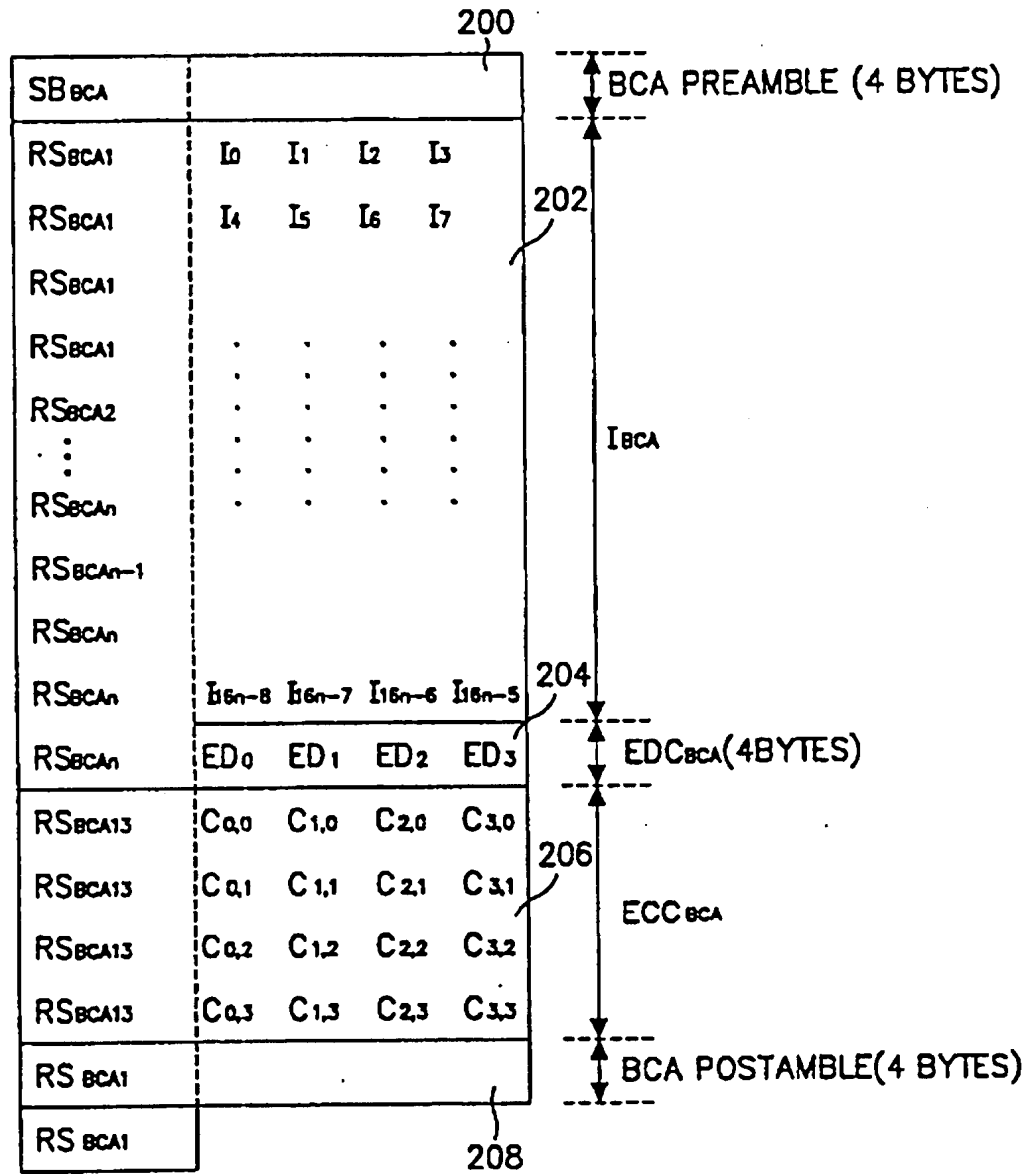 200
SBBCA BCA PREAMBLE (4 BYTES)
RSBCA1 I0 I1 I2 I3
202
RSBCA1 I4 I5 I6 I7
RSBCA1
RSBCA1
RSBCA2
IBCA
RSBCAn
RSBCAn-1
RSBCAn
204
RSBCAn I16n-8 I16n-7 I16n-6 I16n-5
RSBCAn ED0 ED1 ED2 ED3 EDCBCA(4BYTES)
RSBCA13 C0,0 C1,0 C2,0 C3,0
206
RSBCA13 C0,1 C1,1 C2,1 C3,1
ECCBCA
RSBCA13 C0,2 C1,2 C2,2 C3,2
RSBCA13 C0,3 C1,3 C2,3 C3,3
RS BCA1 BCA POSTAMBLE(4 BYTES)
RS BCA1
208